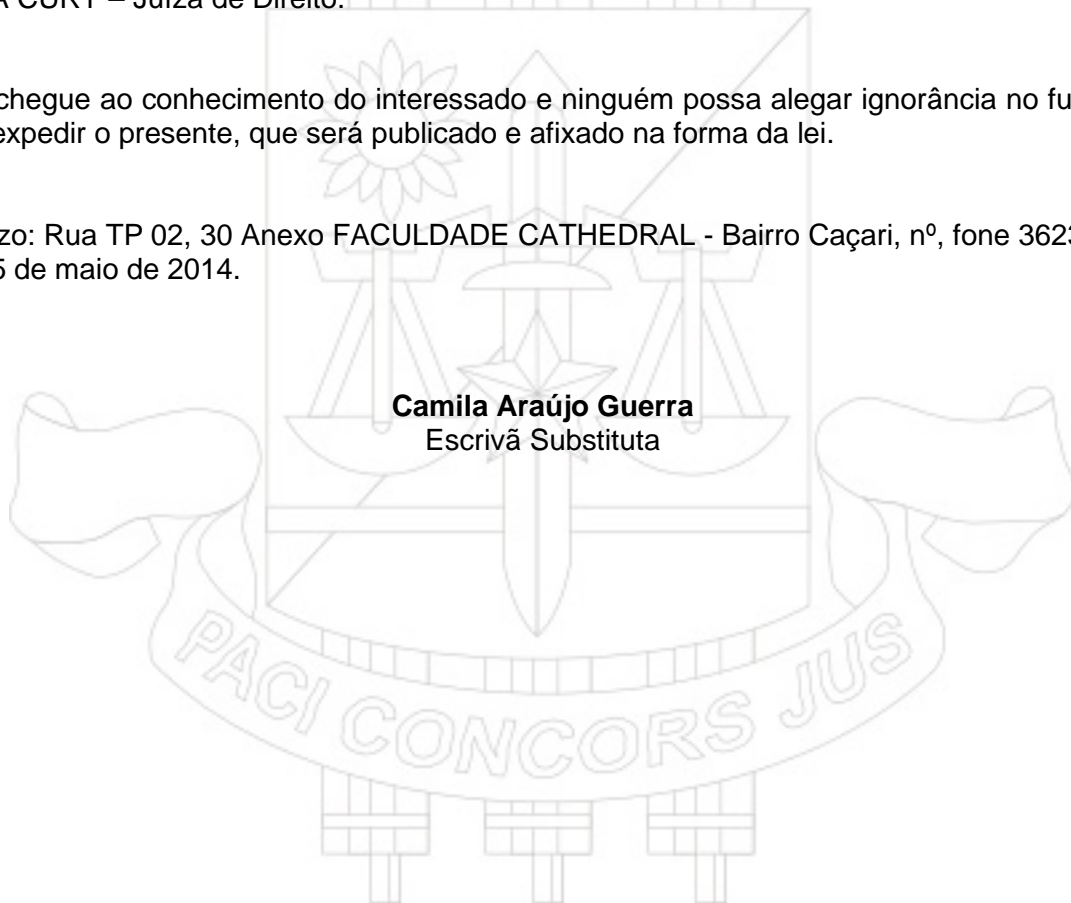 A CURY – Juíza de Direito.
chegue ao conhecimento do interessado e ninguém possa alegar ignorância no fu
expedir o presente, que será publicado e afixado na forma da lei.
zo: Rua TP 02, 30 Anexo FACULDADE CATHEDRAL - Bairro Caçari, nº, fone 3623
5 de maio de 2014.
Camila Araújo Guerra
Escrivã Substituta
PACI CONCORS JUS